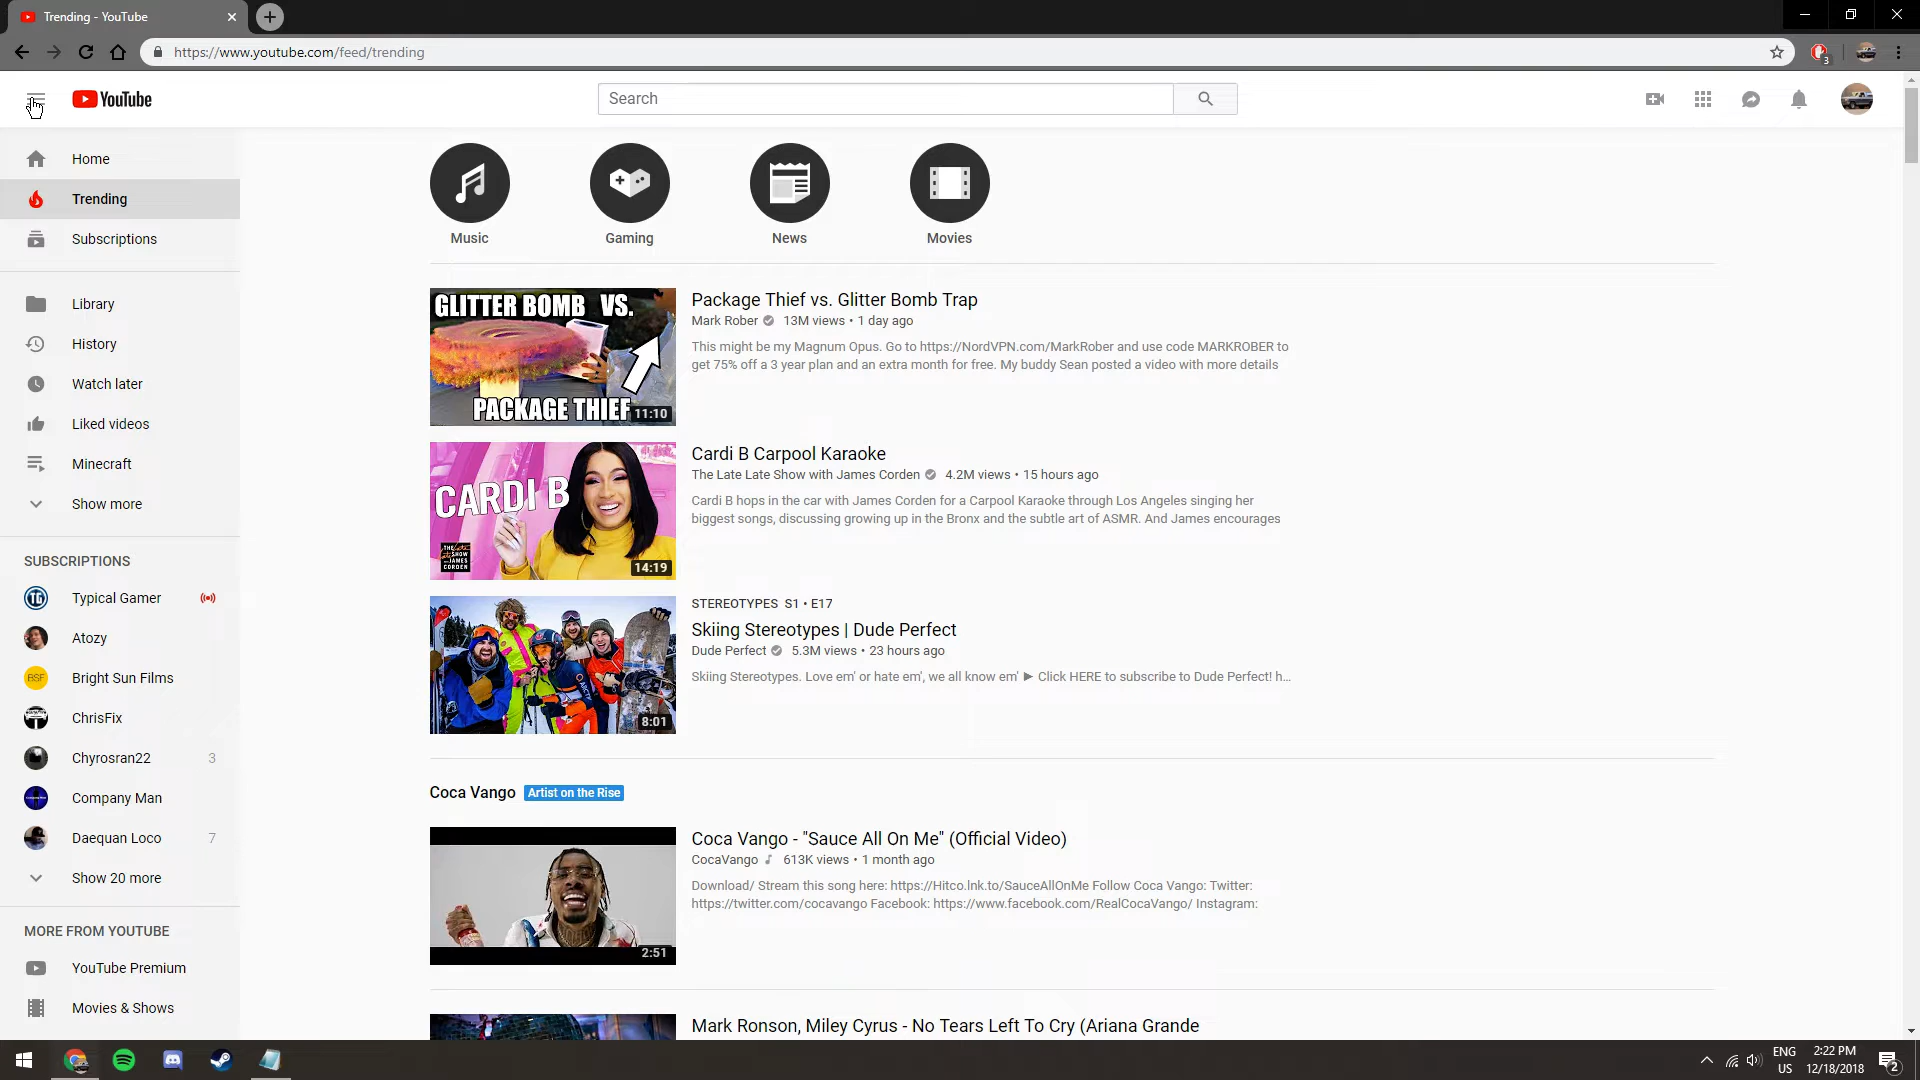 Trending - YouTube
https://www.youtube.com/feed/trending
3
YouTube
Search
Home
Trending
Subscriptions
Library
History
Watch later
Liked videos
Minecraft
Show more
SUBSCRIPTIONS
TG Typical Gamer
Atozy
BSF Bright Sun Films
ChrisFix
Chyrosran22 3
Company Man
Daequan Loco 7
Show 20 more
MORE FROM YOUTUBE
YouTube Premium
Movies & Shows
Music Gaming News Movies
GLITTER BOMB VS.
PACKAGE THIEF
11:10
Package Thief vs. Glitter Bomb Trap
Mark Rober 13M views • 1 day ago
This might be my Magnum Opus. Go to https://NordVPN.com/MarkRober and use code MARKROBER to
get 75% off a 3 year plan and an extra month for free. My buddy Sean posted a video with more details
CARDI B
THE LATE LATE SHOW JAMES CORDEN
14:19
Cardi B Carpool Karaoke
The Late Late Show with James Corden 4.2M views • 15 hours ago
Cardi B hops in the car with James Corden for a Carpool Karaoke through Los Angeles singing her
biggest songs, discussing growing up in the Bronx and the subtle art of ASMR. And James encourages
8:01
STEREOTYPES S1 • E17
Skiing Stereotypes | Dude Perfect
Dude Perfect 5.3M views • 23 hours ago
Skiing Stereotypes. Love em' or hate em', we all know em' ► Click HERE to subscribe to Dude Perfect! h...
Coca Vango Artist on the Rise
2:51
Coca Vango - "Sauce All On Me" (Official Video)
CocaVango 613K views • 1 month ago
Download/ Stream this song here: https://Hitco.lnk.to/SauceAllOnMe Follow Coca Vango: Twitter:
https://twitter.com/cocavango Facebook: https://www.facebook.com/RealCocaVango/ Instagram:
Mark Ronson, Miley Cyrus - No Tears Left To Cry (Ariana Grande
ENG
US
2:22 PM
12/18/2018
2